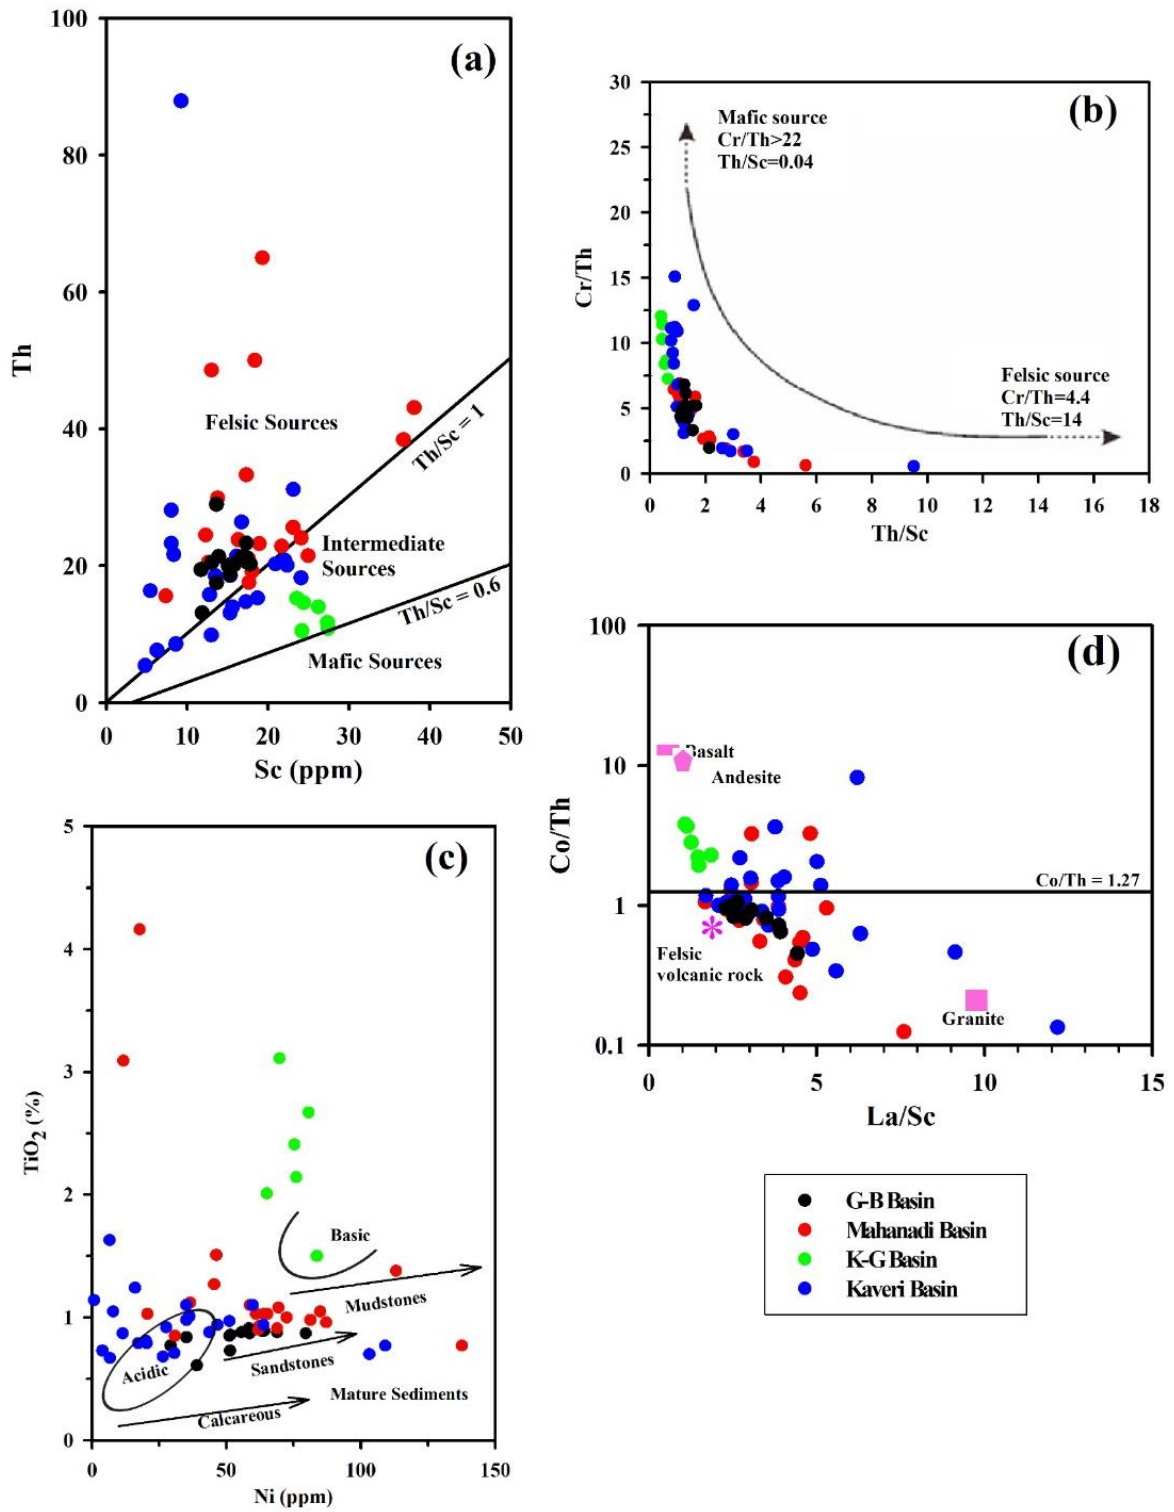 (a)
100
80
60
40
20
0
Th
Felsic Sources
Th/Sc = 1
Intermediate
Sources
Th/Sc = 0.6
Mafic Sources
0 10 20 30 40 50
Sc (ppm)
(b)
30
25
20
15
10
5
0
Cr/Th
Mafic source
Cr/Th>22
Th/Sc=0.04
Felsic source
Cr/Th=4.4
Th/Sc=14
0 2 4 6 8 10 12 14 16 18
Th/Sc
(c)
5
4
3
2
1
0
TiO2 (%)
Basic
Mudstones
Acidic
Sandstones
Mature Sediments
Calcareous
0 50 100 150
Ni (ppm)
(d)
100
10
1
0.1
Co/Th
Basalt
Andesite
Co/Th = 1.27
Felsic
volcanic rock
Granite
0 5 10 15
La/Sc
G-B Basin
Mahanadi Basin
K-G Basin
Kaveri Basin